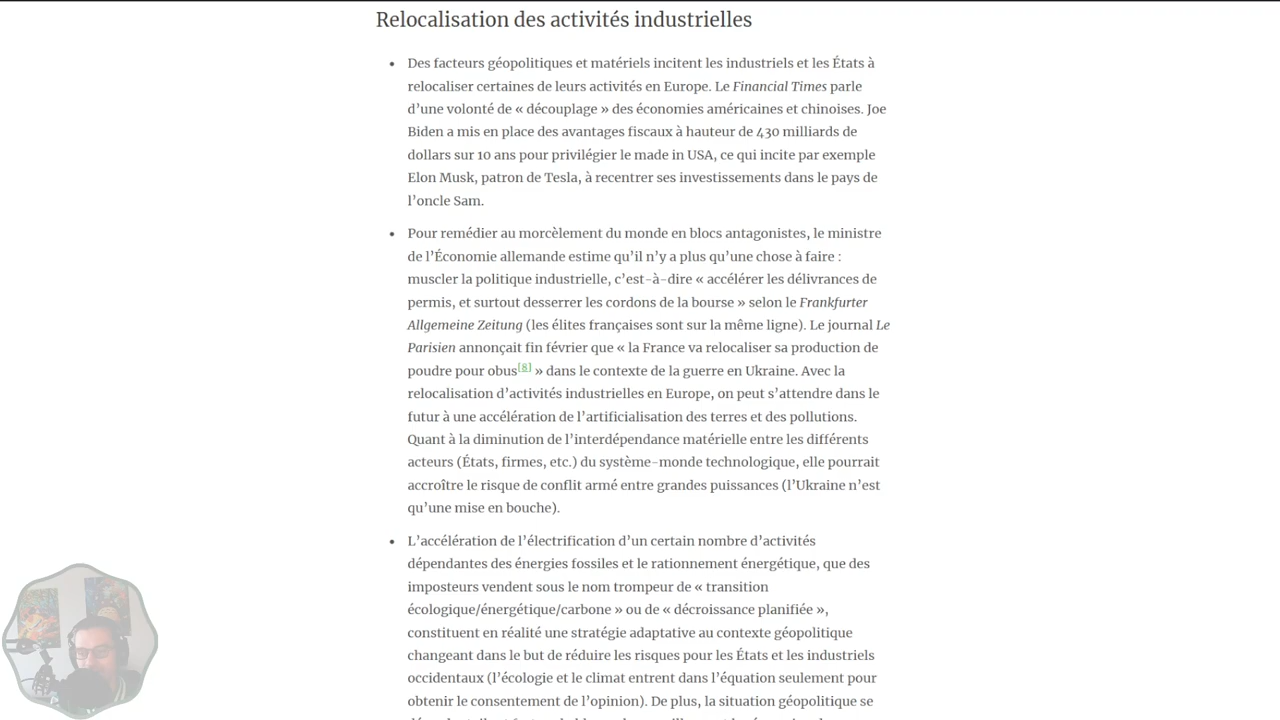 Relocalisation des activités industrielles
• Des facteurs géopolitiques et matériels incitent les industriels et les États à
relocaliser certaines de leurs activités en Europe. Le Financial Times parle
d’une volonté de « découplage » des économies américaines et chinoises. Joe
Biden a mis en place des avantages fiscaux à hauteur de 430 milliards de
dollars sur 10 ans pour privilégier le made in USA, ce qui incite par exemple
Elon Musk, patron de Tesla, à recentrer ses investissements dans le pays de
l’oncle Sam.
• Pour remédier au morcèlement du monde en blocs antagonistes, le ministre
de l’Économie allemande estime qu’il n’y a plus qu’une chose à faire :
muscler la politique industrielle, c’est-à-dire « accélérer les délivrances de
permis, et surtout desserrer les cordons de la bourse » selon le Frankfurter
Allgemeine Zeitung (les élites françaises sont sur la même ligne). Le journal Le
Parisien annonçait fin février que « la France va relocaliser sa production de
poudre pour obus[8] » dans le contexte de la guerre en Ukraine. Avec la
relocalisation d’activités industrielles en Europe, on peut s’attendre dans le
futur à une accélération de l’artificialisation des terres et des pollutions.
Quant à la diminution de l’interdépendance matérielle entre les différents
acteurs (États, firmes, etc.) du système-monde technologique, elle pourrait
accroître le risque de conflit armé entre grandes puissances (l’Ukraine n’est
qu’une mise en bouche).
• L’accélération de l’électrification d’un certain nombre d’activités
dépendantes des énergies fossiles et le rationnement énergétique, que des
imposteurs vendent sous le nom trompeur de « transition
écologique/énergétique/carbone » ou de « décroissance planifiée »,
constituent en réalité une stratégie adaptative au contexte géopolitique
changeant dans le but de réduire les risques pour les États et les industriels
occidentaux (l’écologie et le climat entrent dans l’équation seulement pour
obtenir le consentement de l’opinion). De plus, la situation géopolitique se